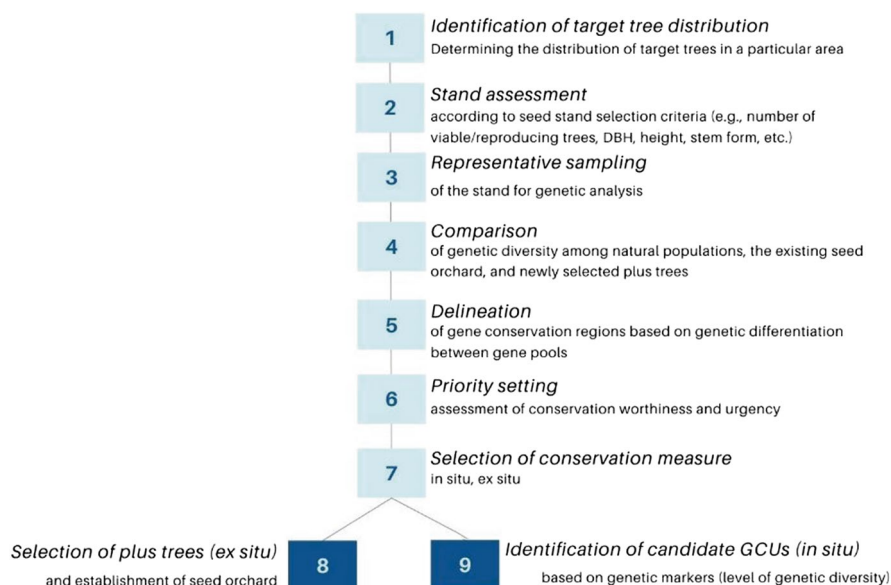 1
Identification of target tree distribution
Determining the distribution of target trees in a particular area
2
Stand assessment
according to seed stand selection criteria (e.g., number of
viable/reproducing trees, DBH, height, stem form, etc.)
3
Representative sampling
of the stand for genetic analysis
4
Comparison
of genetic diversity among natural populations, the existing seed
orchard, and newly selected plus trees
5
Delineation
of gene conservation regions based on genetic differentiation
between gene pools
6
Priority setting
assessment of conservation worthiness and urgency
7
Selection of conservation measure
in situ, ex situ
Selection of plus trees (ex situ)
and establishment of seed orchard
8
9
Identification of candidate GCUs (in situ)
based on genetic markers (level of genetic diversity)